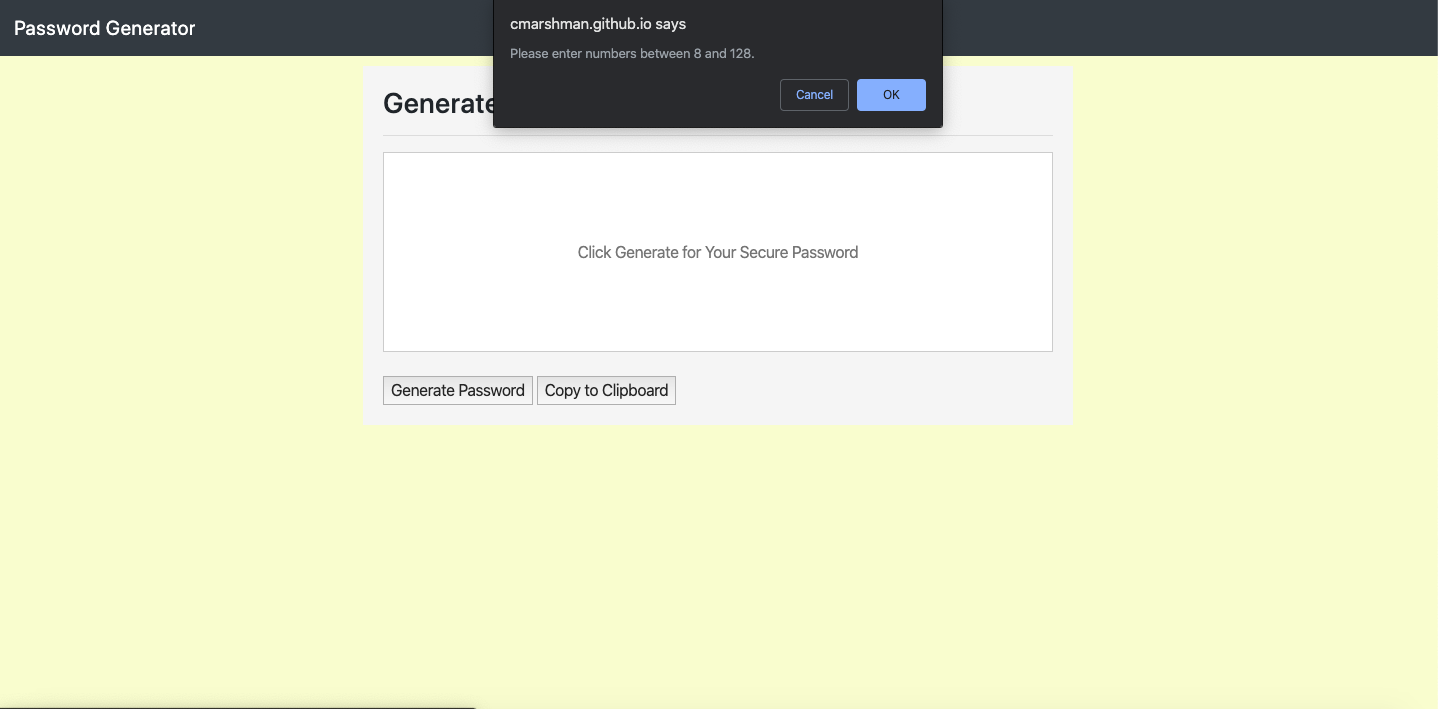 Password Generator
cmarshman.github.io says
Please enter numbers between 8 and 128.
Cancel
OK
Generate
Click Generate for Your Secure Password
Generate Password
Copy to Clipboard